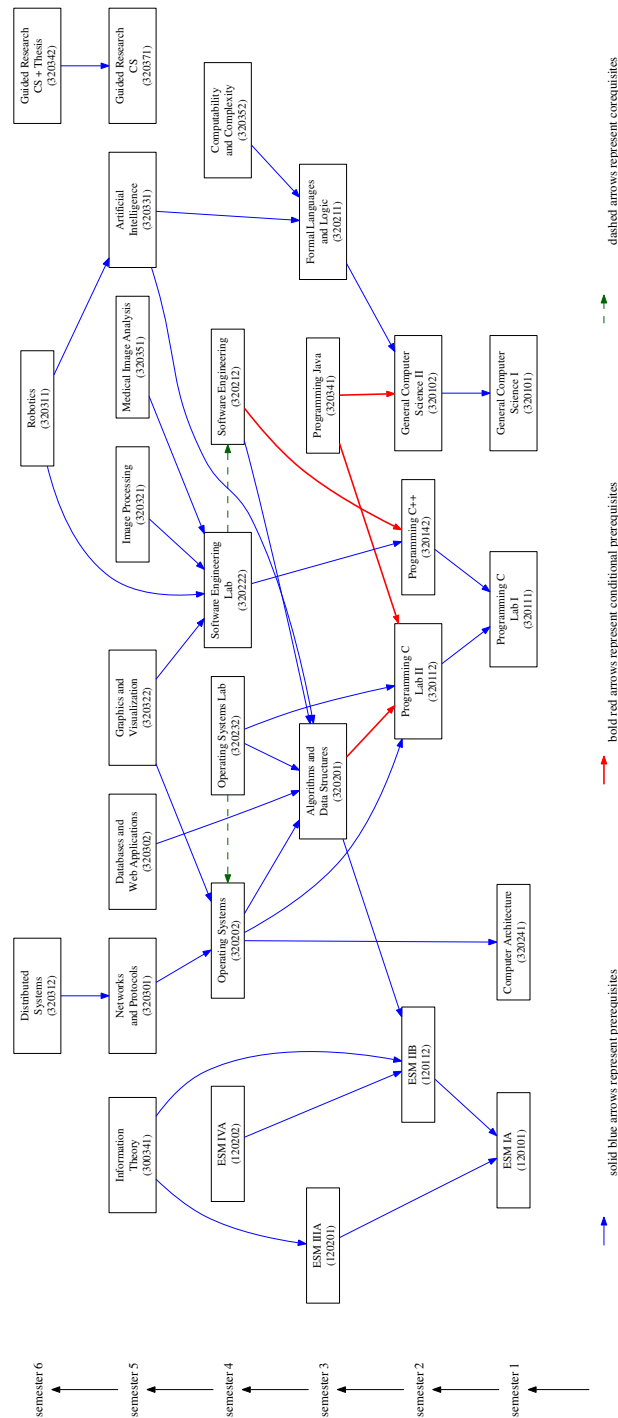 semester 6
Distributed
Systems
(320312)
Robotics
(320311)
Guided Research
CS + Thesis
(320342)
semester 5
Information
Theory
(300341)
Networks
and Protocols
(320301)
Databases and
Web Applications
(320302)
Graphics and
Visualization
(320322)
Image Processing
(320321)
Medical Image Analysis
(320351)
Artificial
Intelligence
(320331)
Guided Research
CS
(320371)
semester 4
ESM IVA
(120202)
Operating Systems
(320202)
Operating Systems Lab
(320232)
Software Engineering
Lab
(320222)
Software Engineering
(320212)
Computability
and Complexity
(320352)
semester 3
ESM IIIA
(120201)
Algorithms and
Data Structures
(320201)
Programming Java
(320341)
Formal Languages
and Logic
(320211)
semester 2
ESM IIB
(120112)
Programming C
Lab II
(320112)
Programming C++
(320142)
General Computer
Science II
(320102)
semester 1
ESM IA
(120101)
Computer Architecture
(320241)
Programming C
Lab I
(320111)
General Computer
Science I
(320101)
solid blue arrows represent prerequisites
bold red arrows represent conditional prerequisites
dashed arrows represent corequisites